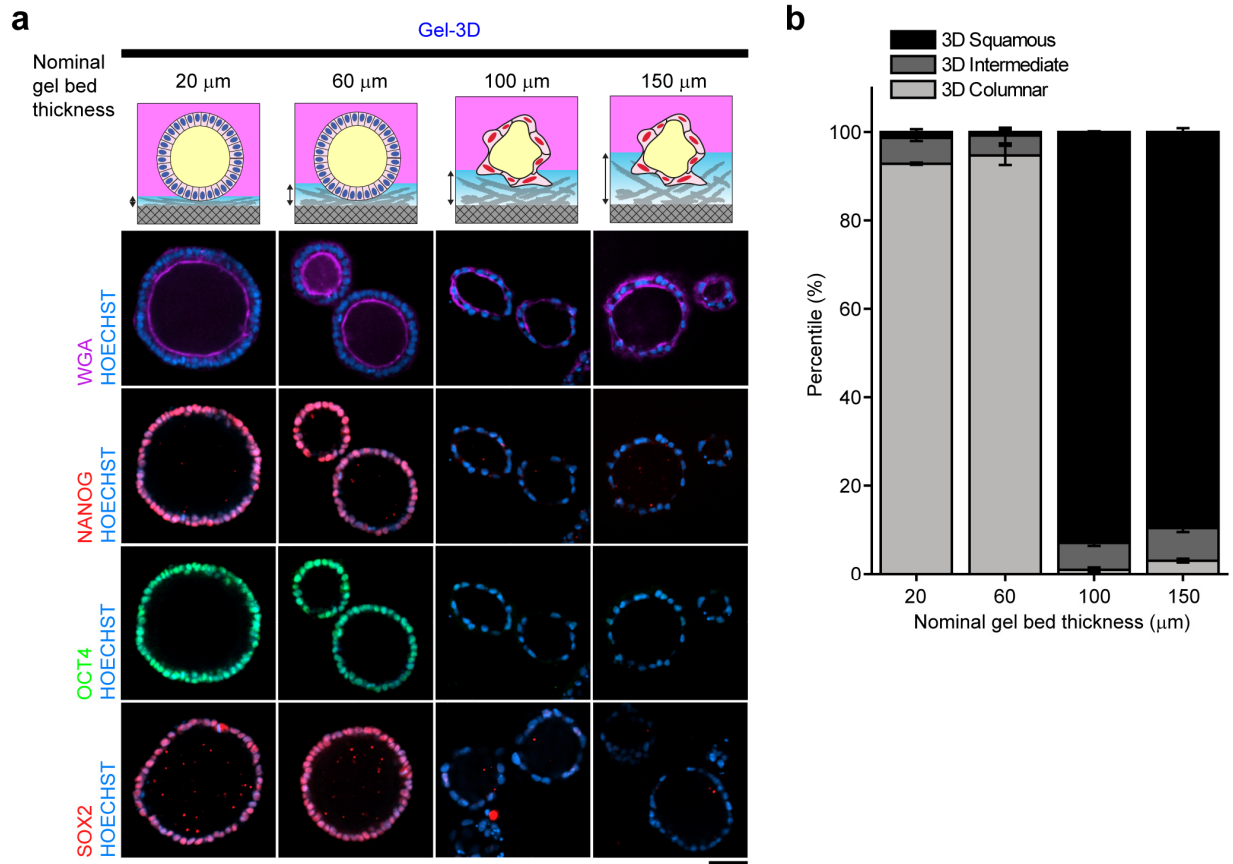 a
Gel-3D
Nominal
gel bed
thickness
20 μm
60 μm
100 μm
150 μm
WGA
HOECHST
NANOG
HOECHST
OCT4
HOECHST
SOX2
HOECHST
b
3D Squamous
3D Intermediate
3D Columnar
Percentile (%)
100
80
60
40
20
0
20
60
100
150
Nominal gel bed thickness (μm)